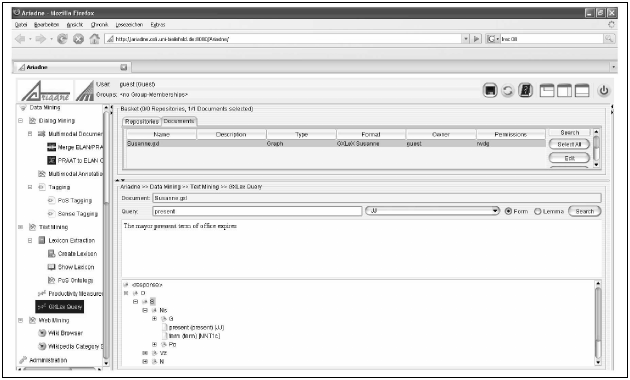 Ariadne - Mozilla Firefox
Datei Bearbeiten Ansicht Chronik Lesezeichen Extras
http://ariadne.coli.uni-bielefeld.de:8080/Ariadne/
lrec 08
Ariadne
Ariadne
User: guest (Guest)
Groups: <no Group-Memberships>
Data Mining
Dialog Mining
Multimodal Documen
Merge ELAN/PRA
PRAAT to ELAN C
Multimodal Annotatio
Tagging
PoS Tagging
Sense Tagging
Text Mining
Lexicon Extraction
Create Lexicon
Show Lexicon
PoS Ontology
Productivity Measure
GXLex Query
Web Mining
Wiki Browser
Wikipedia Category E
Administration
Basket (0/0 Repositories, 1/1 Documents selected)
Repositories Documents
Name Description Type Format Owner Permissions
Susanne.gxl Graph GXLeX Susanne guest rwdg
Search
Select All
Edit
Ariadne >> Data Mining >> Text Mining >> GXLex Query
Document: Susanne.gxl
Query: present JJ Form Lemma Search
The mayor present term of office expires
<response>
O
S
Ns
G
present (present) [JJ]
term (term) [NNT1c]
Po
Vz
N